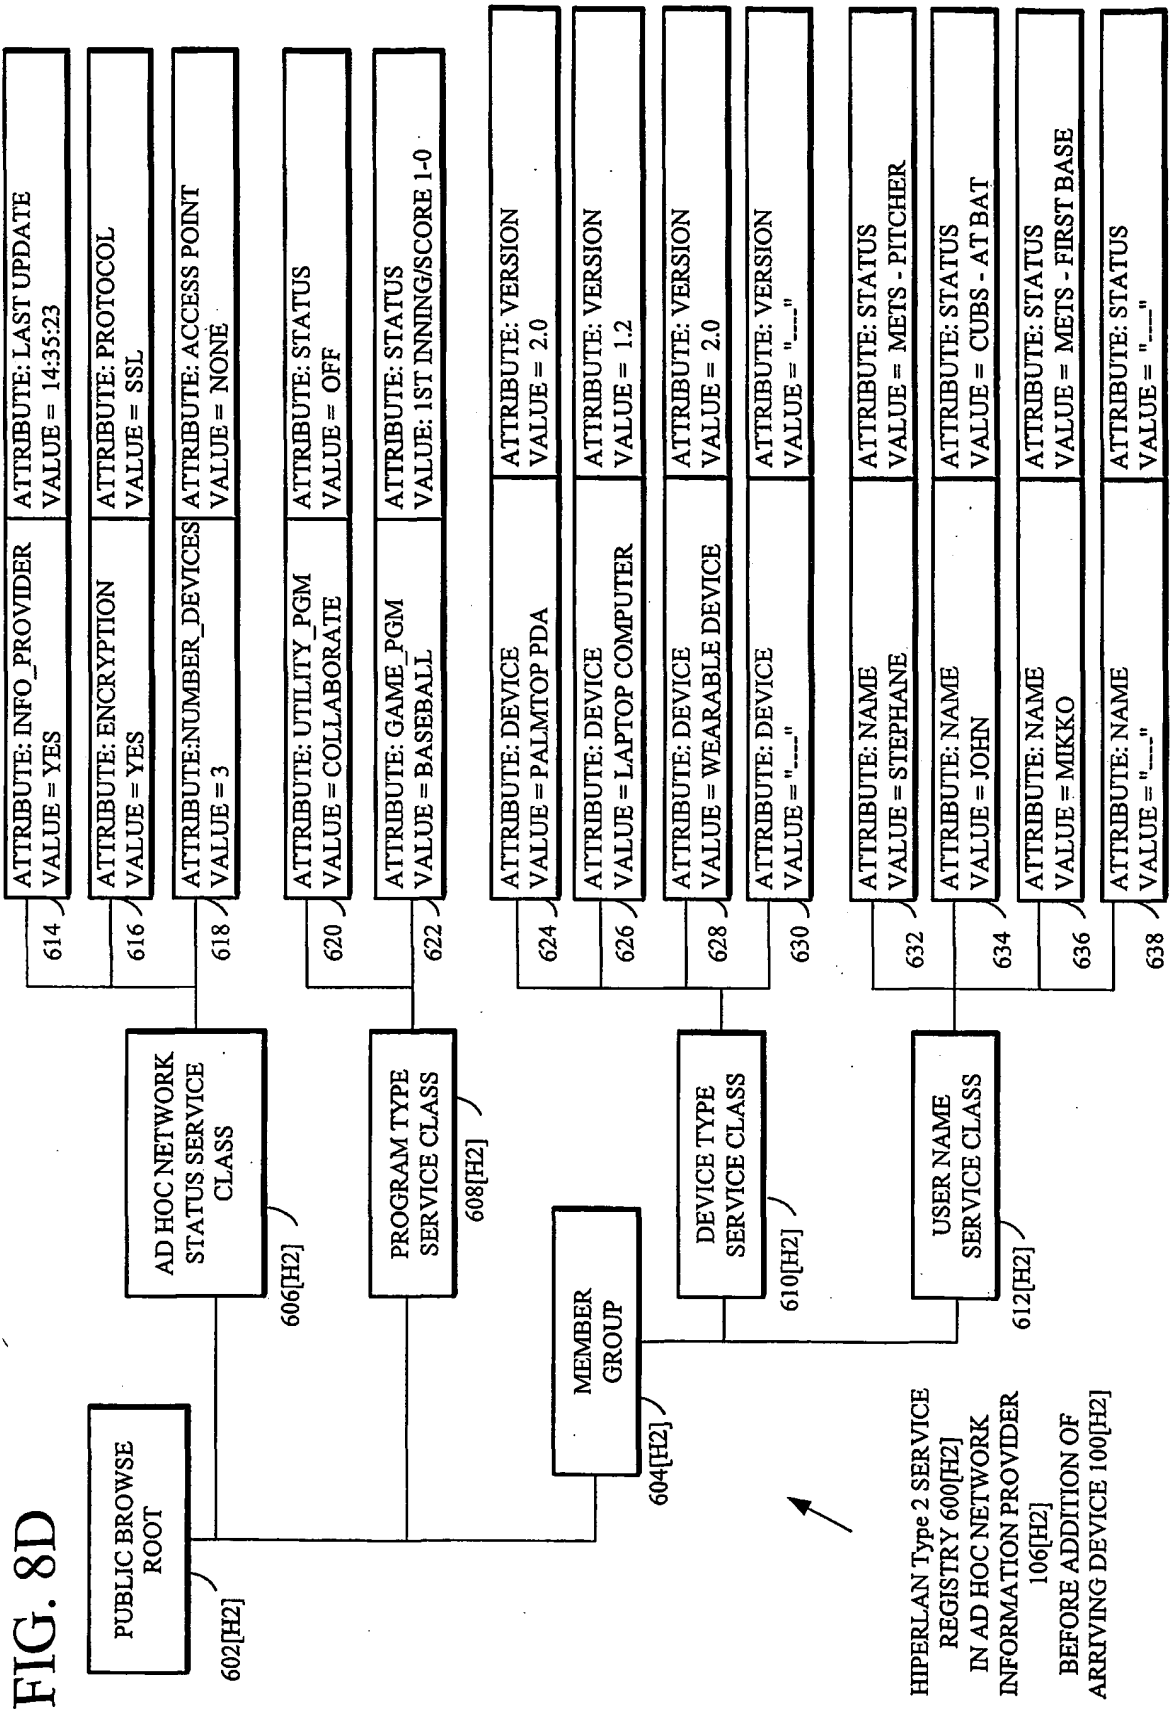 FIG. 8D
PUBLIC BROWSE
ROOT
602[H2]
AD HOC NETWORK
STATUS SERVICE
CLASS
606[H2]
PROGRAM TYPE
SERVICE CLASS
608[H2]
MEMBER
GROUP
604[H2]
DEVICE TYPE
SERVICE CLASS
610[H2]
USER NAME
SERVICE CLASS
612[H2]
ATTRIBUTE: INFO_PROVIDER
VALUE = YES
ATTRIBUTE: LAST UPDATE
VALUE = 14:35:23
614
ATTRIBUTE: ENCRYPTION
VALUE = YES
ATTRIBUTE: PROTOCOL
VALUE = SSL
616
ATTRIBUTE:NUMBER_DEVICES
VALUE = 3
ATTRIBUTE: ACCESS POINT
VALUE = NONE
618
ATTRIBUTE: UTILITY_PGM
VALUE = COLLABORATE
ATTRIBUTE: STATUS
VALUE = OFF
620
ATTRIBUTE: GAME_PGM
VALUE = BASEBALL
ATTRIBUTE: STATUS
VALUE: 1ST INNING/SCORE 1-0
622
ATTRIBUTE: DEVICE
VALUE = PALMTOP PDA
ATTRIBUTE: VERSION
VALUE = 2.0
624
ATTRIBUTE: DEVICE
VALUE = LAPTOP COMPUTER
ATTRIBUTE: VERSION
VALUE = 1.2
626
ATTRIBUTE: DEVICE
VALUE = WEARABLE DEVICE
ATTRIBUTE: VERSION
VALUE = 2.0
628
ATTRIBUTE: DEVICE
VALUE = "----"
ATTRIBUTE: VERSION
VALUE = "----"
630
ATTRIBUTE: NAME
VALUE = STEPHANE
ATTRIBUTE: STATUS
VALUE = METS - PITCHER
632
ATTRIBUTE: NAME
VALUE = JOHN
ATTRIBUTE: STATUS
VALUE = CUBS - AT BAT
634
ATTRIBUTE: NAME
VALUE = MIKKO
ATTRIBUTE: STATUS
VALUE = METS - FIRST BASE
636
ATTRIBUTE: NAME
VALUE = "----"
ATTRIBUTE: STATUS
VALUE = "----"
638
HIPERLAN Type 2 SERVICE
REGISTRY 600[H2]
IN AD HOC NETWORK
INFORMATION PROVIDER
106[H2]
BEFORE ADDITION OF
ARRIVING DEVICE 100[H2]